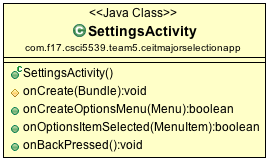 <<Java Class>>
C SettingsActivity
com.f17.csci5539.team5.ceitmajorselectionapp
C SettingsActivity()
onCreate(Bundle):void
onCreateOptionsMenu(Menu):boolean
onOptionsItemSelected(MenuItem):boolean
onBackPressed():void